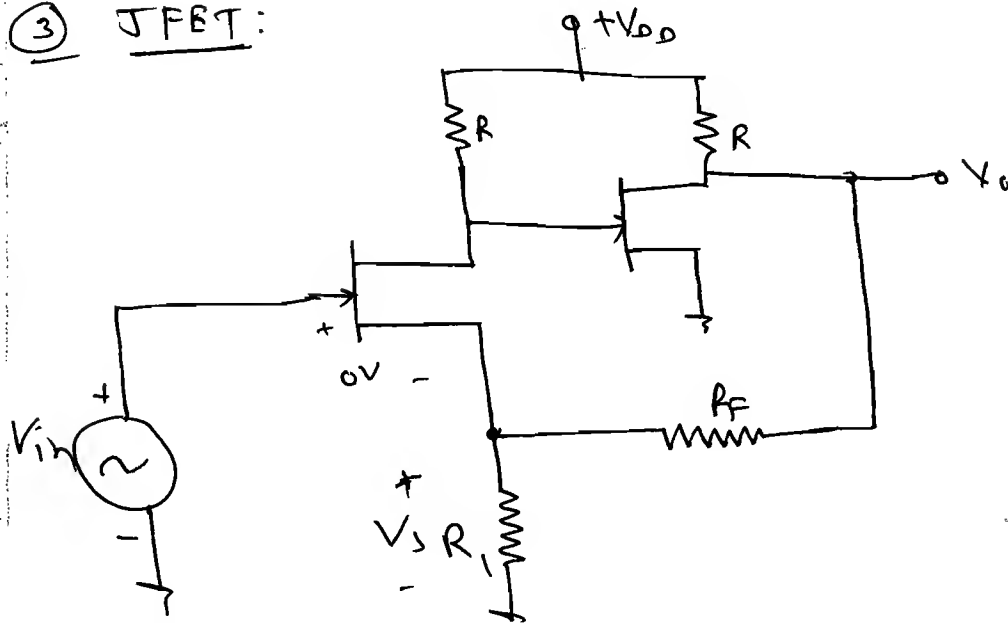 ③ JFET:
+VDD
R
R
Vo
+
0V -
+
Vin
-
RF
+
Vs R1
-